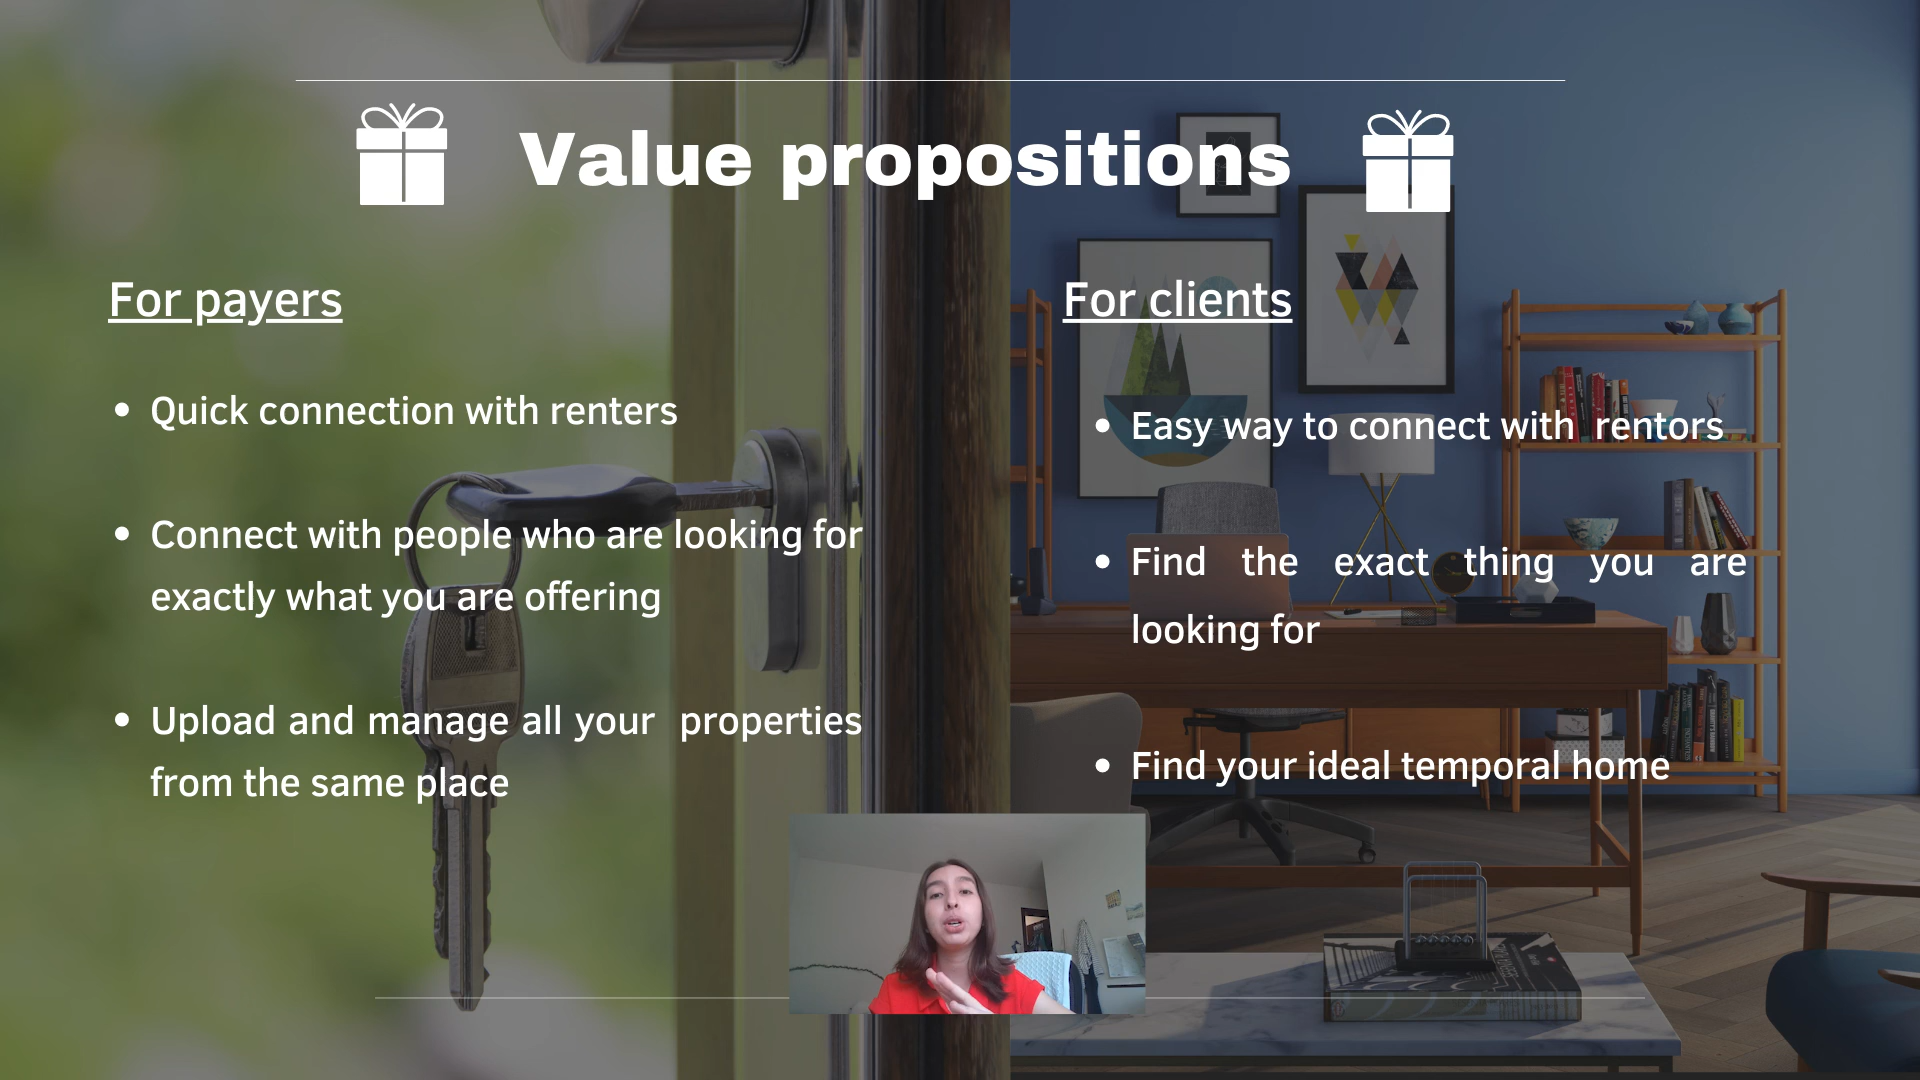 Value propositions
For payers
• Quick connection with renters
• Connect with people who are looking for
exactly what you are offering
• Upload and manage all your properties
from the same place
For clients
• Easy way to connect with rentors
• Find the exact thing you are
looking for
• Find your ideal temporal home